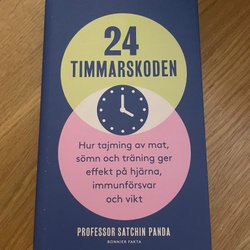 24
TIMMARSKODEN
Hur tajming av mat,
sömn och träning ger
effekt på hjärna,
immunförsvar
och vikt
PROFESSOR SATCHIN PANDA
BONNIER FAKTA